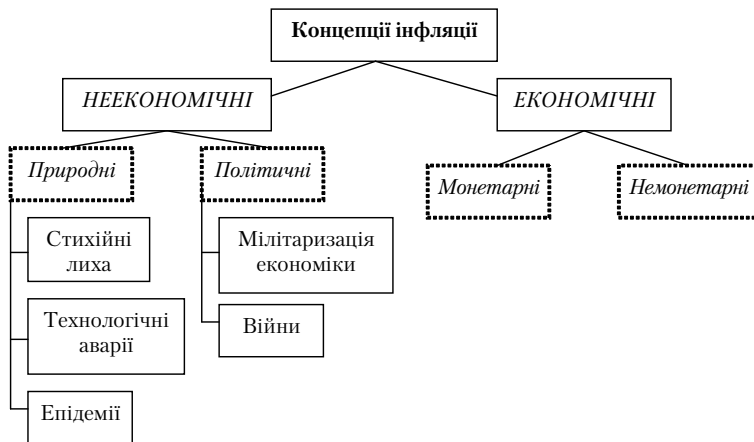 Концепції інфляції
НЕЕКОНОМІЧНІ
ЕКОНОМІЧНІ
Природні
Політичні
Монетарні
Немонетарні
Стихійні
лиха
Мілітаризація
економіки
Технологічні
аварії
Війни
Епідемії